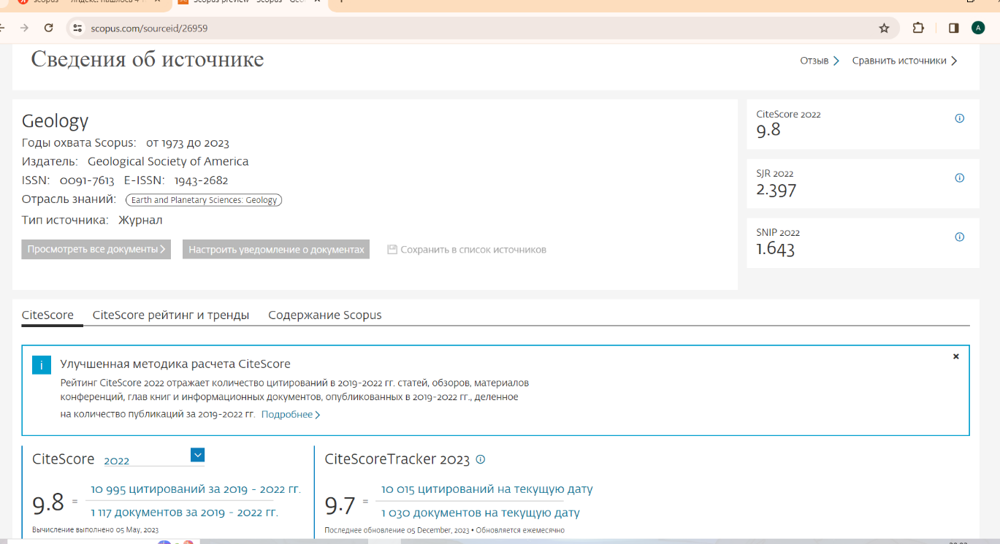 scopus.com/sourceid/26959
Сведения об источнике
Отзыв
Сравнить источники
Geology
Годы охвата Scopus: от 1973 до 2023
Издатель: Geological Society of America
ISSN: 0091-7613 E-ISSN: 1943-2682
Отрасль знаний: Earth and Planetary Sciences: Geology
Тип источника: Журнал
Просмотреть все документы
Настроить уведомление о документах
Сохранить в список источников
CiteScore 2022
9.8
SJR 2022
2.397
SNIP 2022
1.643
CiteScore CiteScore рейтинг и тренды Содержание Scopus
Улучшенная методика расчета CiteScore
Рейтинг CiteScore 2022 отражает количество цитирований в 2019-2022 гг. статей, обзоров, материалов
конференций, глав книг и информационных документов, опубликованных в 2019-2022 гг., деленное
на количество публикаций за 2019-2022 гг. Подробнее
CiteScore 2022
9.8 =
10 995 цитирований за 2019 - 2022 гг.
1 117 документов за 2019 - 2022 гг.
Вычисление выполнено 05 May, 2023
CiteScoreTracker 2023
9.7 =
10 015 цитирований на текущую дату
1 030 документов на текущую дату
Последнее обновление 05 December, 2023 • Обновляется ежемесячно